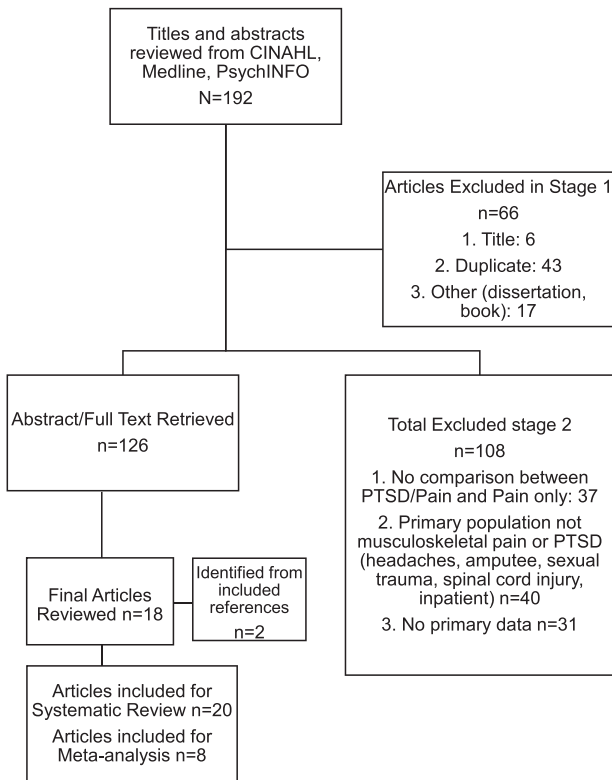 Titles and abstracts
reviewed from CINAHL,
Medline, PsychINFO
N=192
Articles Excluded in Stage 1
n=66
1. Title: 6
2. Duplicate: 43
3. Other (dissertation,
book): 17
Abstract/Full Text Retrieved
n=126
Total Excluded stage 2
n=108
1. No comparison between
PTSD/Pain and Pain only: 37
2. Primary population not
musculoskeletal pain or PTSD
(headaches, amputee, sexual
trauma, spinal cord injury,
inpatient) n=40
3. No primary data n=31
Final Articles
Reviewed n=18
Identified from
included
references
n=2
Articles included for
Systematic Review n=20
Articles included for
Meta-analysis n=8